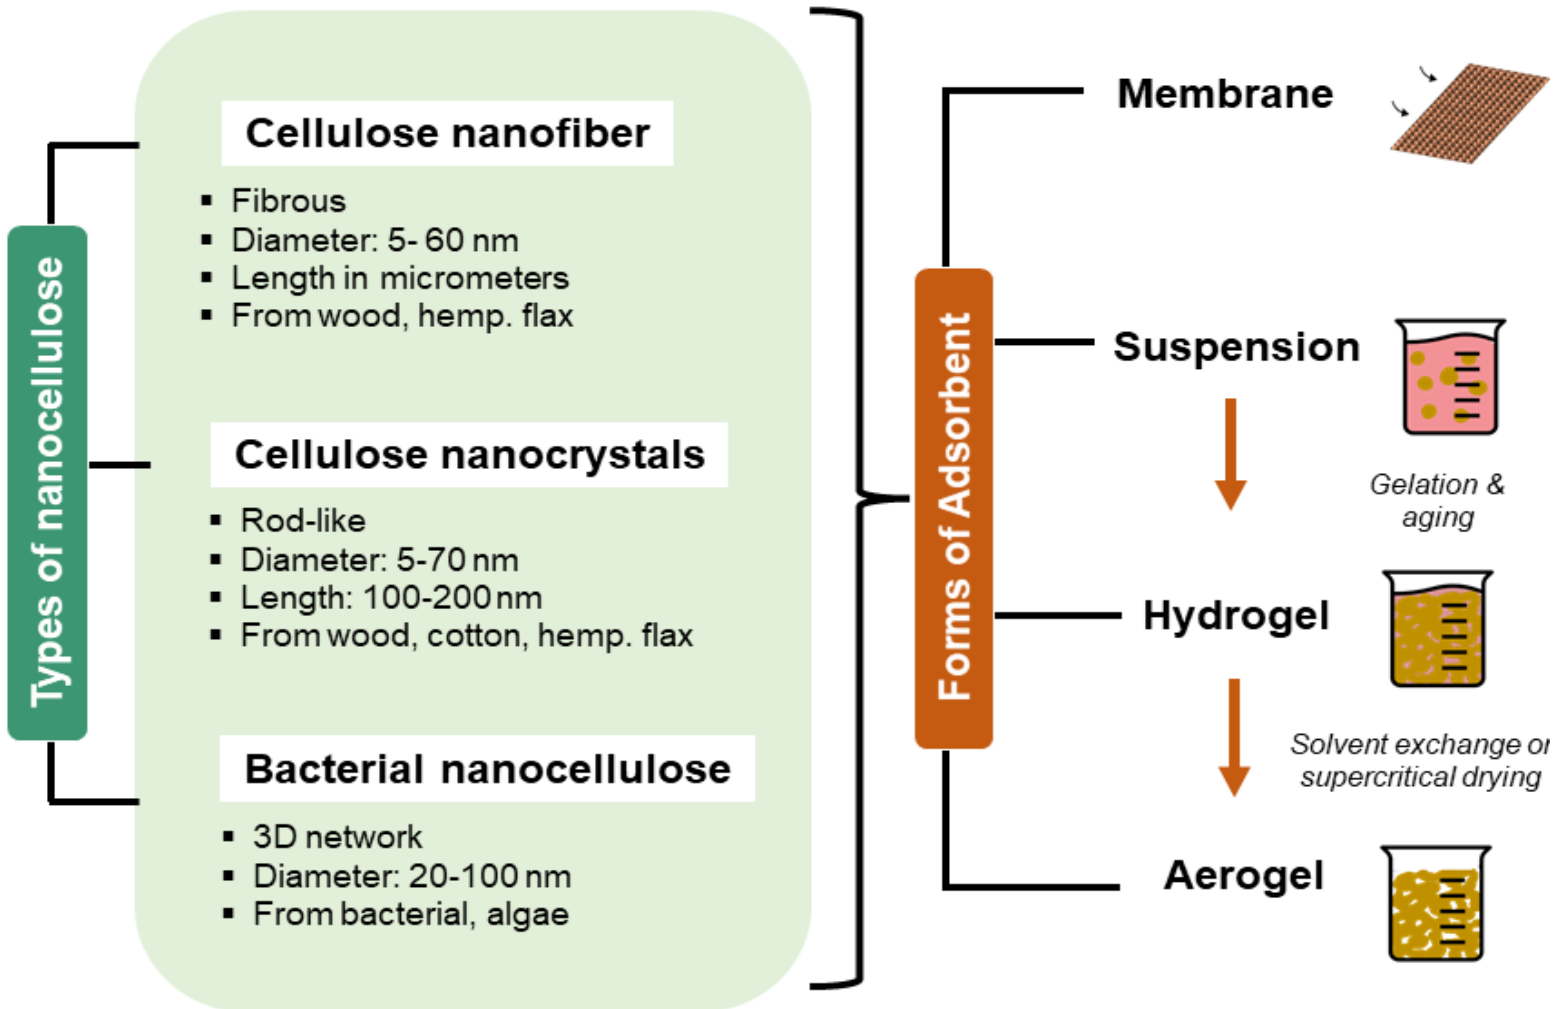 Types of nanocellulose
Cellulose nanofiber
▪ Fibrous
▪ Diameter: 5- 60 nm
▪ Length in micrometers
▪ From wood, hemp. flax
Cellulose nanocrystals
▪ Rod-like
▪ Diameter: 5-70 nm
▪ Length: 100-200 nm
▪ From wood, cotton, hemp. flax
Bacterial nanocellulose
▪ 3D network
▪ Diameter: 20-100 nm
▪ From bacterial, algae
Forms of Adsorbent
Membrane
Suspension
Gelation &
aging
Hydrogel
Solvent exchange or
supercritical drying
Aerogel